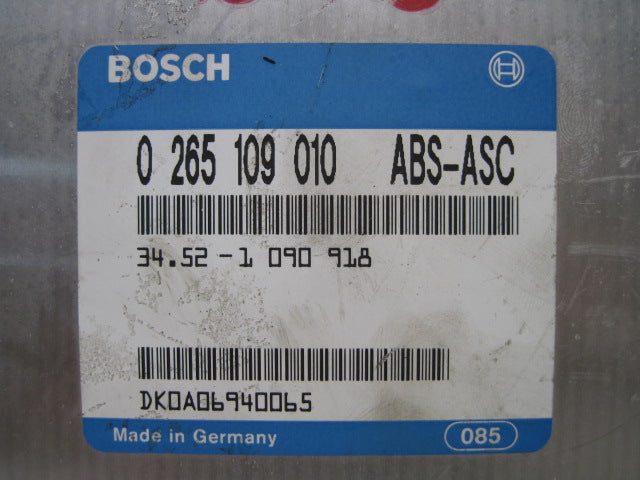 BOSCH
0 265 109 010 ABS-ASC
34.52-1 090 918
DK0A06940065
Made in Germany 085